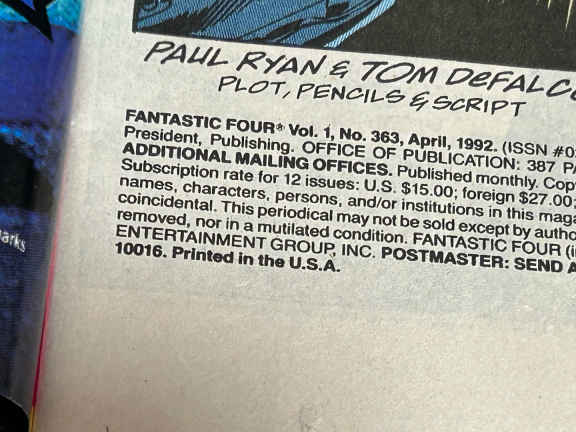 PAUL RYAN & TOM DEFALCO
PLOT, PENCILS & SCRIPT
FANTASTIC FOUR® Vol. 1, No. 363, April, 1992. (ISSN #0
President, Publishing. OFFICE OF PUBLICATION: 387 PA
ADDITIONAL MAILING OFFICES. Published monthly. Cop
Subscription rate for 12 issues: U.S. $15.00; foreign $27.00;
names, characters, persons, and/or institutions in this maga
coincidental. This periodical may not be sold except by autho
removed, nor in a mutilated condition. FANTASTIC FOUR (i
ENTERTAINMENT GROUP, INC. POSTMASTER: SEND A
10016. Printed in the U.S.A.
arks